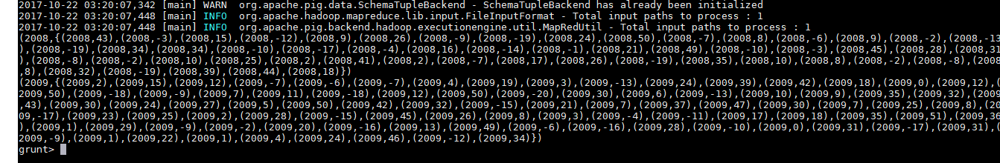 2017-10-22 03:20:07,342 [main] WARN  org.apache.pig.data.SchemaTupleBackend - SchemaTupleBackend has already been initialized
2017-10-22 03:20:07,448 [main] INFO  org.apache.hadoop.mapreduce.lib.input.FileInputFormat - Total input paths to process : 1
2017-10-22 03:20:07,448 [main] INFO  org.apache.pig.backend.hadoop.executionengine.util.MapRedUtil - Total input paths to process : 1
(2008,{(2008,43),(2008,-3),(2008,15),(2008,-12),(2008,9),(2008,26),(2008,-9),(2008,-19),(2008,24),(2008,50),(2008,-7),(2008,8),(2008,-6),(2008,9),(2008,-2),(2008,-13
),(2008,-19),(2008,34),(2008,34),(2008,-10),(2008,-17),(2008,-4),(2008,16),(2008,-14),(2008,-1),(2008,21),(2008,49),(2008,-10),(2008,-3),(2008,45),(2008,28),(2008,31
),(2008,-8),(2008,-2),(2008,10),(2008,25),(2008,2),(2008,41),(2008,2),(2008,-7),(2008,17),(2008,26),(2008,-19),(2008,35),(2008,10),(2008,8),(2008,-2),(2008,-8),(2008
,8),(2008,32),(2008,-19),(2008,39),(2008,44),(2008,18)})
(2009,{(2009,2),(2009,15),(2009,12),(2009,-7),(2009,-6),(2009,-7),(2009,4),(2009,19),(2009,3),(2009,-13),(2009,24),(2009,39),(2009,42),(2009,18),(2009,0),(2009,12),(
2009,50),(2009,-18),(2009,-9),(2009,7),(2009,11),(2009,-18),(2009,12),(2009,50),(2009,-20),(2009,30),(2009,6),(2009,-13),(2009,10),(2009,9),(2009,35),(2009,32),(2009
,43),(2009,30),(2009,24),(2009,27),(2009,5),(2009,50),(2009,42),(2009,32),(2009,-15),(2009,21),(2009,7),(2009,37),(2009,47),(2009,30),(2009,7),(2009,25),(2009,8),(20
09,-17),(2009,23),(2009,25),(2009,2),(2009,28),(2009,-15),(2009,45),(2009,26),(2009,8),(2009,3),(2009,-4),(2009,-11),(2009,17),(2009,18),(2009,35),(2009,51),(2009,30
),(2009,1),(2009,29),(2009,-9),(2009,-2),(2009,20),(2009,-16),(2009,13),(2009,49),(2009,-6),(2009,-16),(2009,28),(2009,-10),(2009,0),(2009,31),(2009,-17),(2009,31),(
2009,-9),(2009,1),(2009,22),(2009,1),(2009,4),(2009,24),(2009,46),(2009,-12),(2009,34)})
grunt>